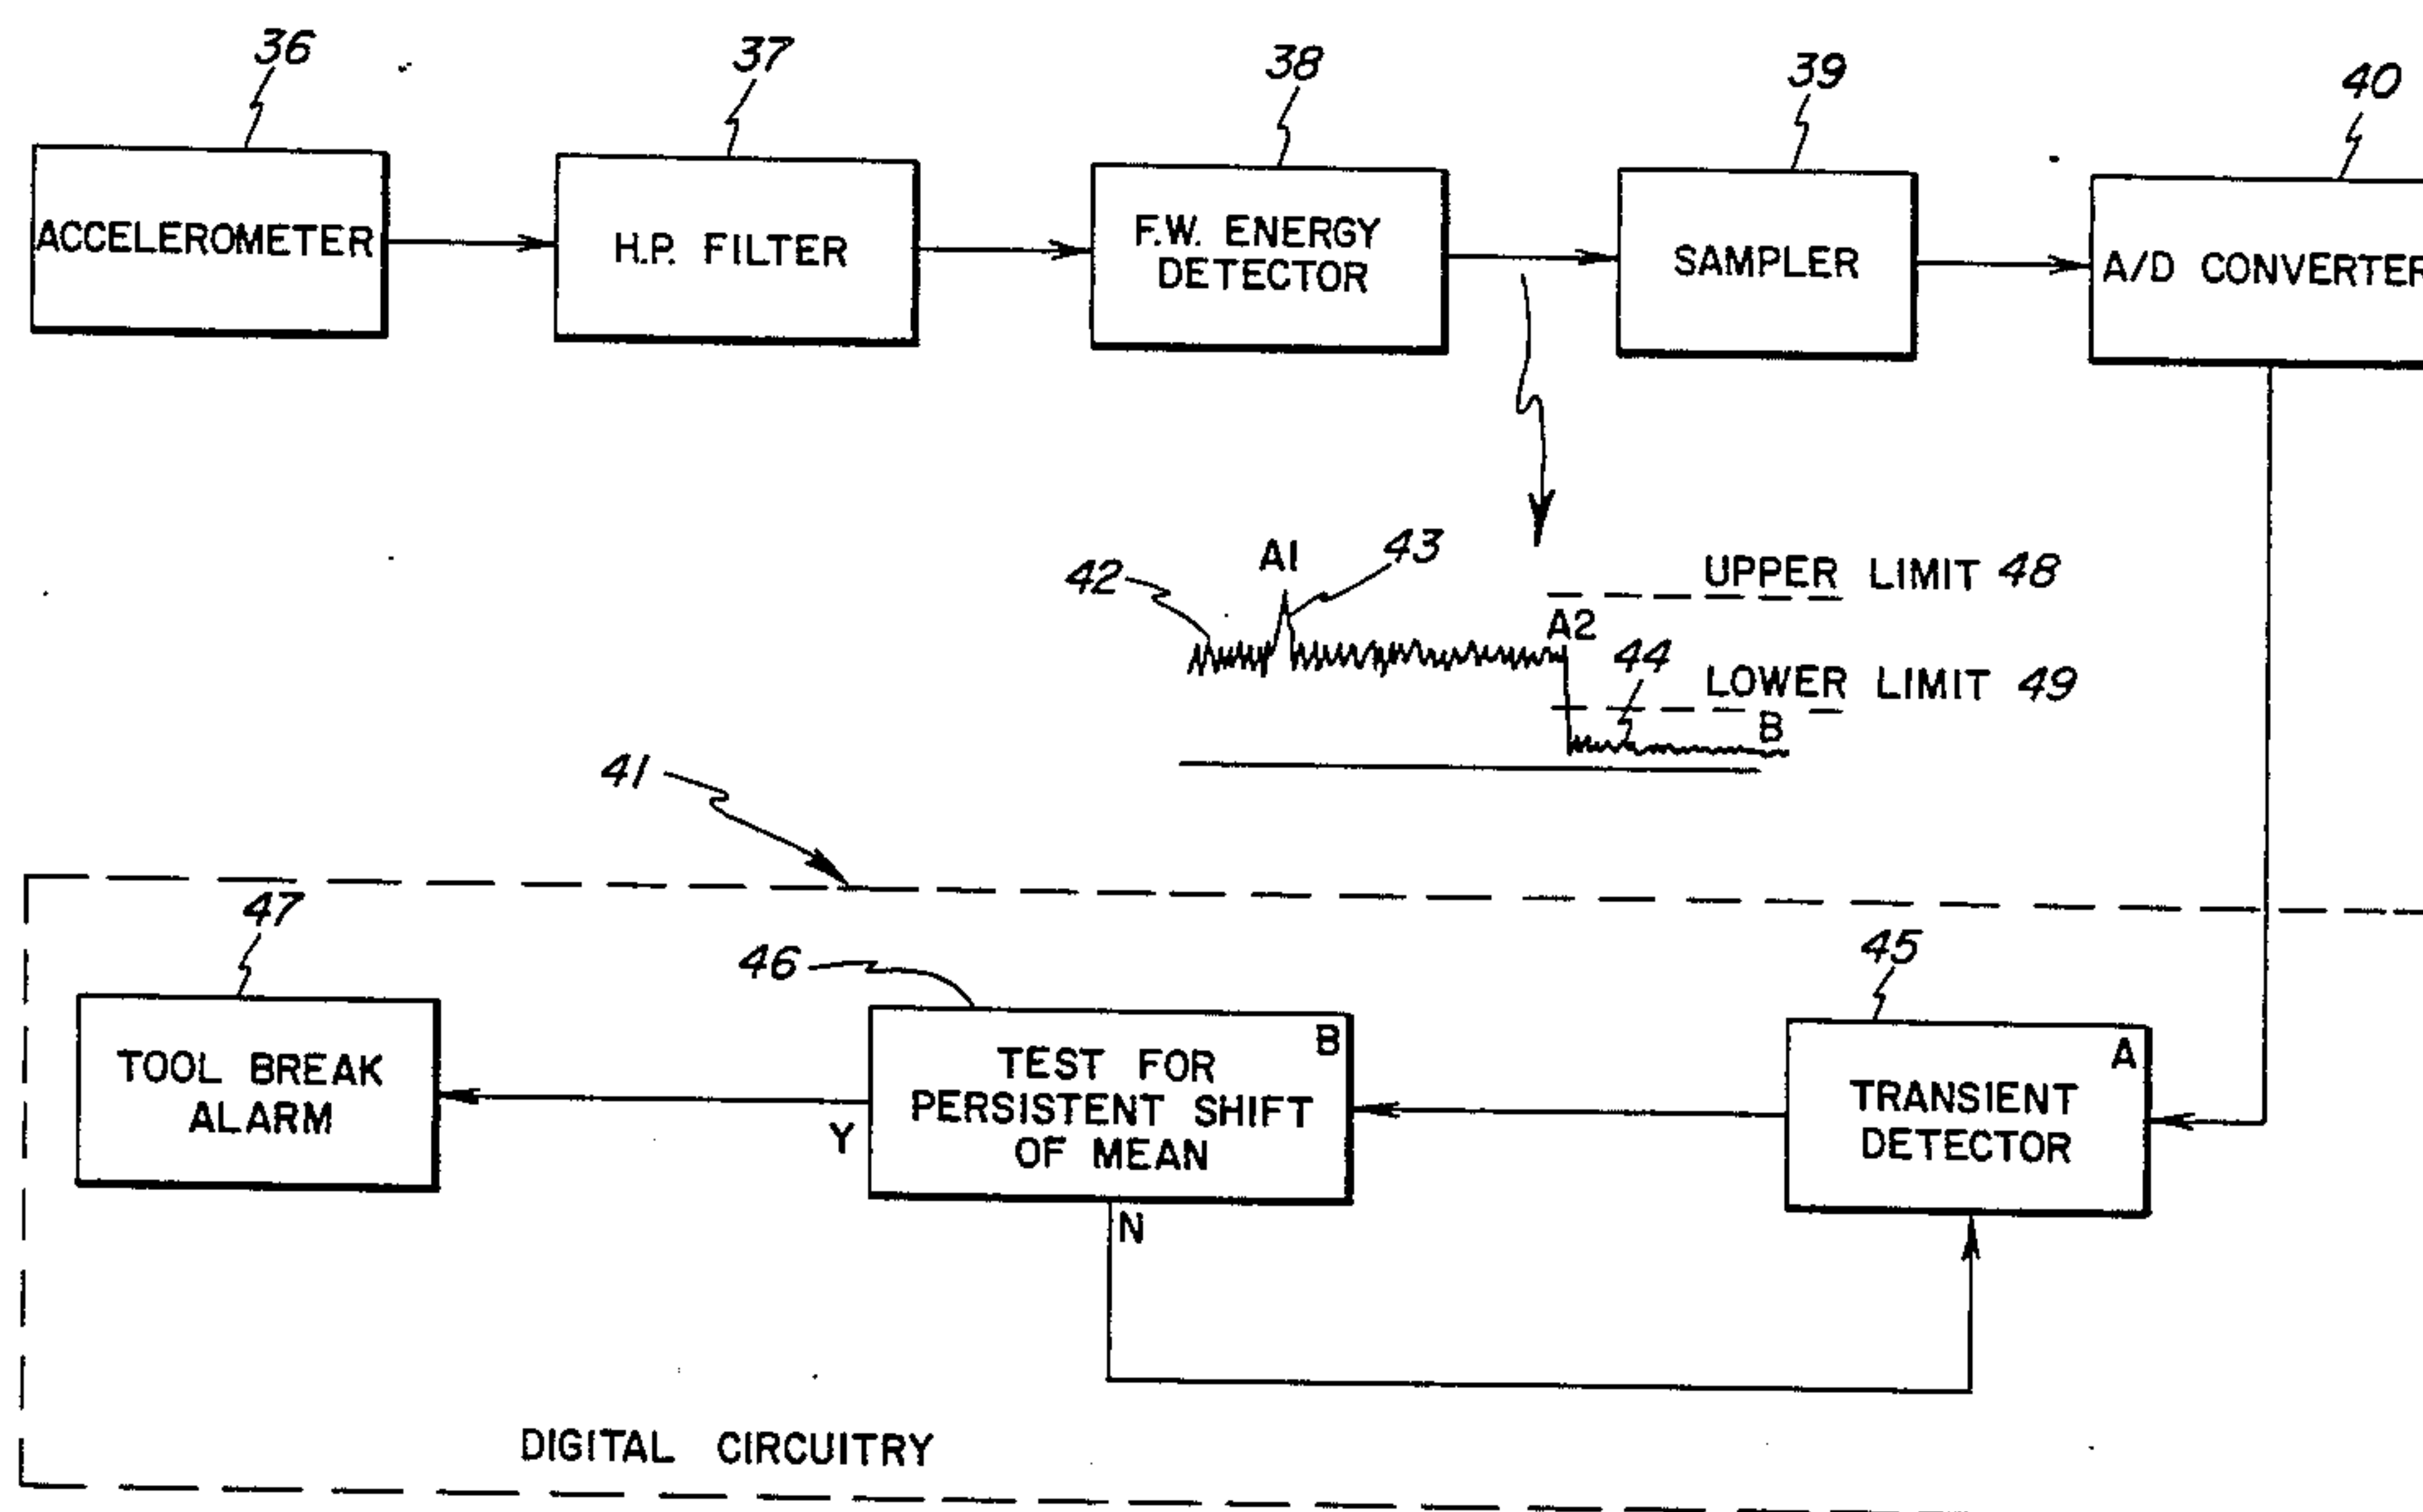 36
37
38
39
40
ACCELEROMETER
H.P. FILTER
F.W. ENERGY
DETECTOR
SAMPLER
A/D CONVERTER
42
A1
43
UPPER LIMIT 48
A2
44
LOWER LIMIT 49
B
41
47
46
45
TOOL BREAK
ALARM
Y
B
TEST FOR
PERSISTENT SHIFT
OF MEAN
N
A
TRANSIENT
DETECTOR
DIGITAL CIRCUITRY